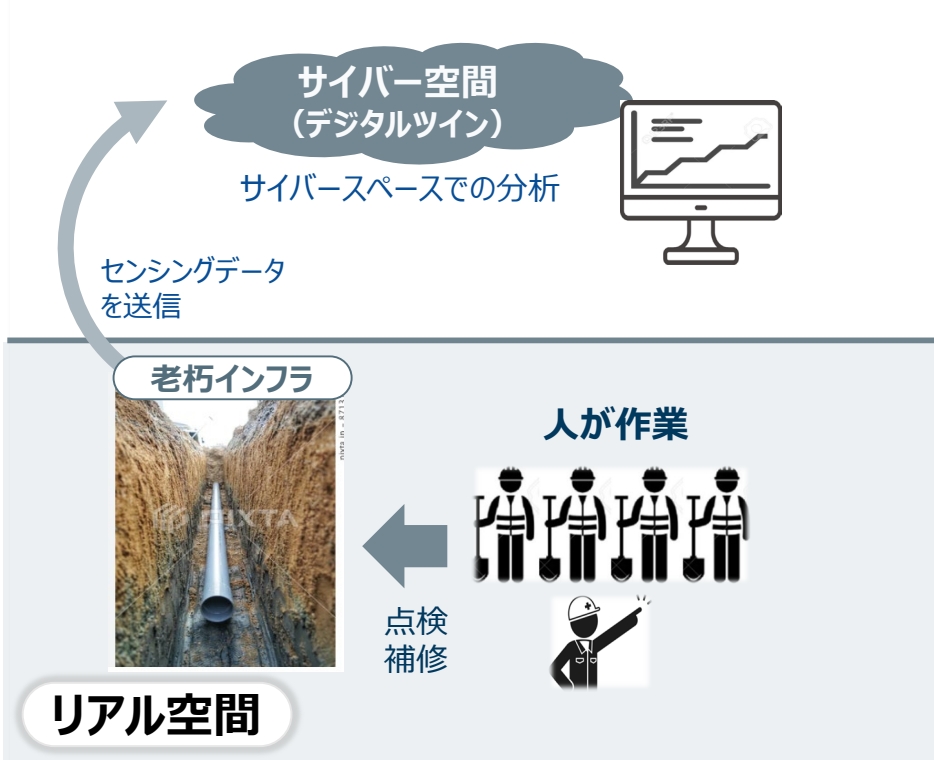 サイバー空間
（デジタルツイン）
サイバースペースでの分析
センシングデータ
を送信
老朽インフラ
人が作業
PIXTA
点検
補修
リアル空間